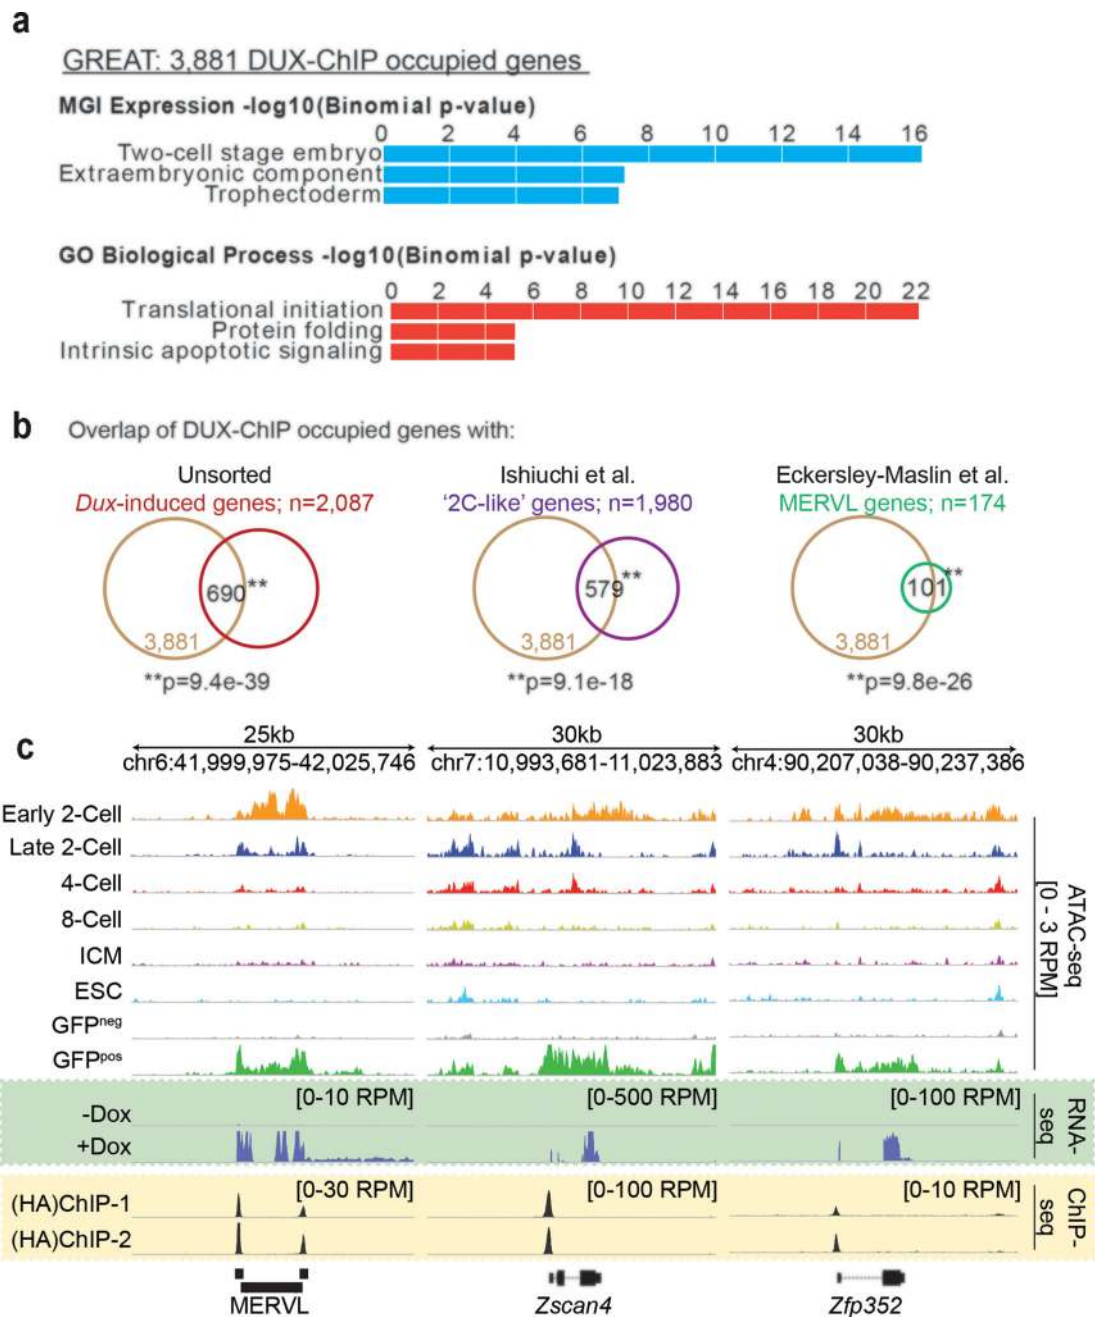 a
GREAT: 3,881 DUX-ChIP occupied genes
MGI Expression -log10(Binomial p-value)
0 2 4 6 8 10 12 14 16
Two-cell stage embryo
Extraembryonic component
Trophectoderm
GO Biological Process -log10(Binomial p-value)
0 2 4 6 8 10 12 14 16 18 20 22
Translational initiation
Protein folding
Intrinsic apoptotic signaling
b
Overlap of DUX-ChIP occupied genes with:
Unsorted
Dux-induced genes; n=2,087
690 **
3,881
**p=9.4e-39
Ishiuchi et al.
'2C-like' genes; n=1,980
579 **
3,881
**p=9.1e-18
Eckersley-Maslin et al.
MERVL genes; n=174
101 **
3,881
**p=9.8e-26
c
25kb 30kb 30kb
chr6:41,999,975-42,025,746 chr7:10,993,681-11,023,883 chr4:90,207,038-90,237,386
Early 2-Cell
Late 2-Cell
4-Cell
8-Cell
ICM
ESC
GFPneg
GFPpos
ATAC-seq
[0 - 3 RPM]
-Dox [0-10 RPM] [0-500 RPM] [0-100 RPM]
+Dox
RNA-
seq
(HA)ChIP-1 [0-30 RPM] [0-100 RPM] [0-10 RPM]
(HA)ChIP-2
ChIP-
seq
MERVL Zscan4 Zfp352